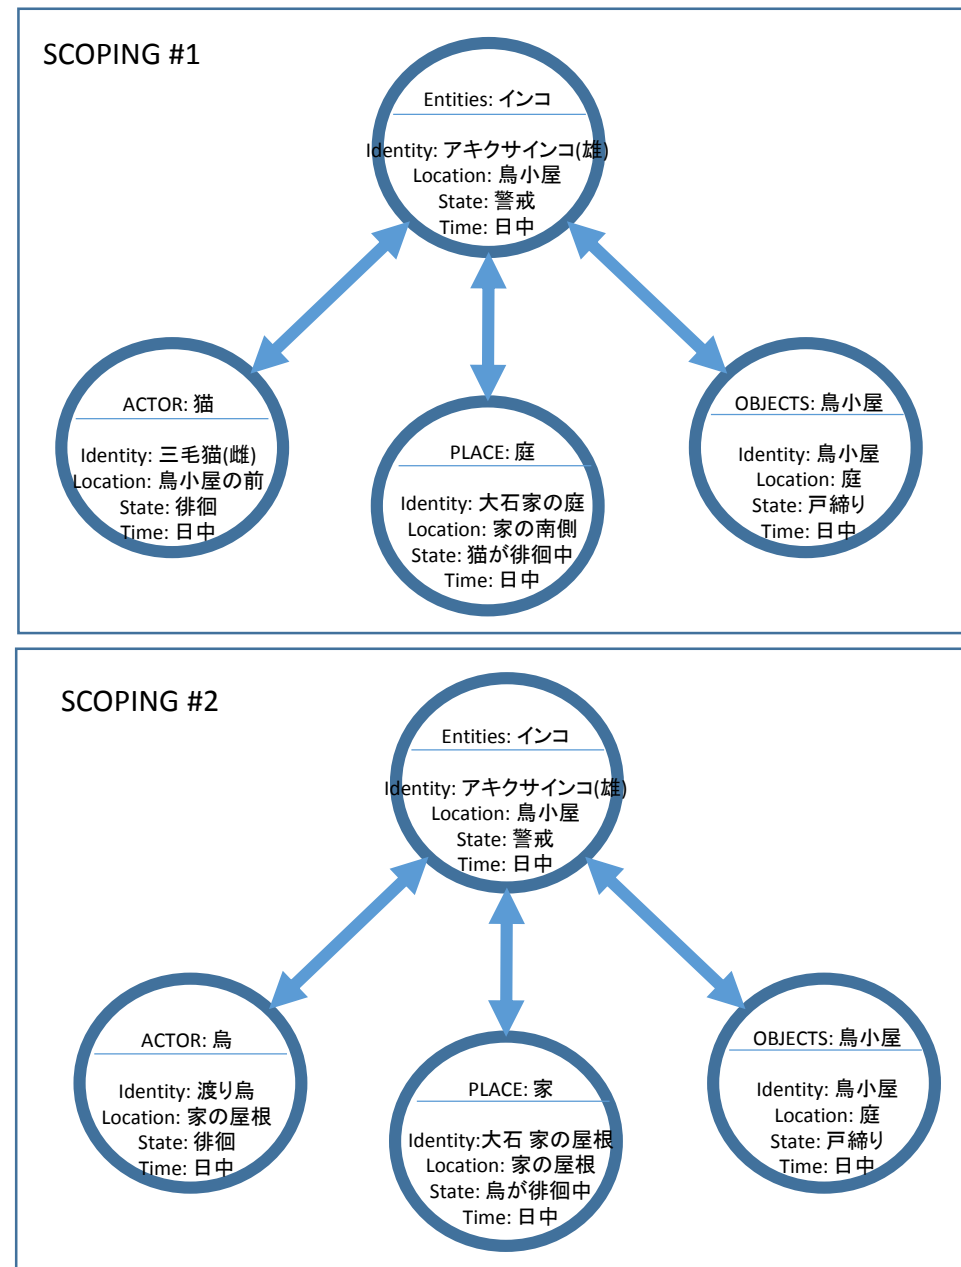 SCOPING #1
Entities: インコ
Identity: アキクサインコ(雄)
Location: 鳥小屋
State: 警戒
Time: 日中
ACTOR: 猫
Identity: 三毛猫(雌)
Location: 鳥小屋の前
State: 徘徊
Time: 日中
PLACE: 庭
Identity: 大石家の庭
Location: 家の南側
State: 猫が徘徊中
Time: 日中
OBJECTS: 鳥小屋
Identity: 鳥小屋
Location: 庭
State: 戸締り
Time: 日中
SCOPING #2
Entities: インコ
Identity: アキクサインコ(雄)
Location: 鳥小屋
State: 警戒
Time: 日中
ACTOR: 烏
Identity: 渡り烏
Location: 家の屋根
State: 徘徊
Time: 日中
PLACE: 家
Identity:大石 家の屋根
Location: 家の屋根
State: 烏が徘徊中
Time: 日中
OBJECTS: 鳥小屋
Identity: 鳥小屋
Location: 庭
State: 戸締り
Time: 日中